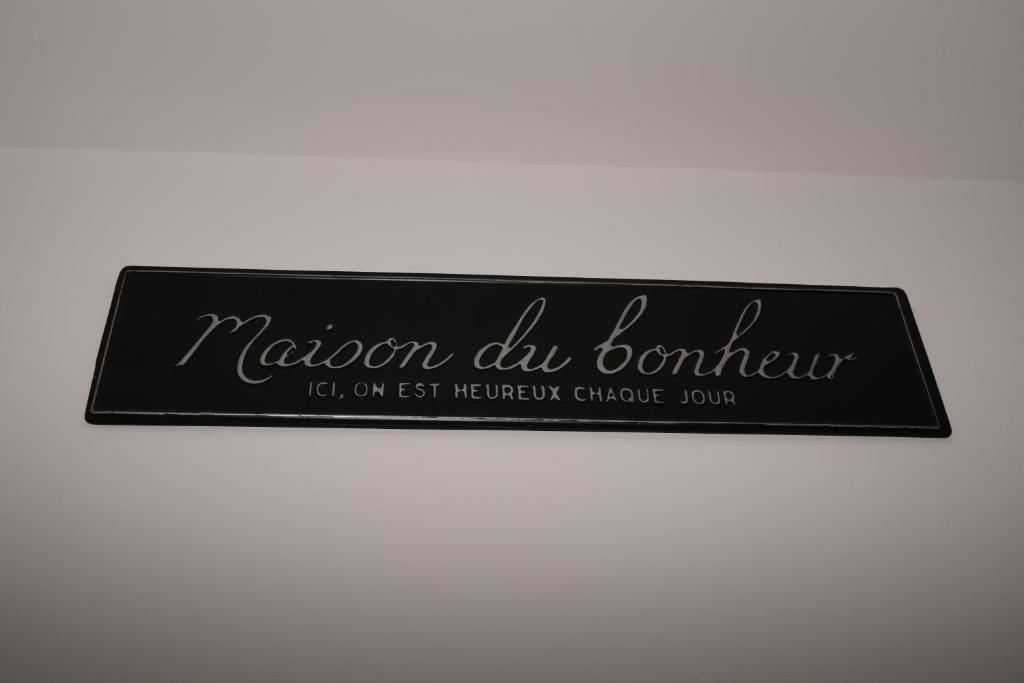 Maison du bonheur
ICI, ON EST HEUREUX CHAQUE JOUR